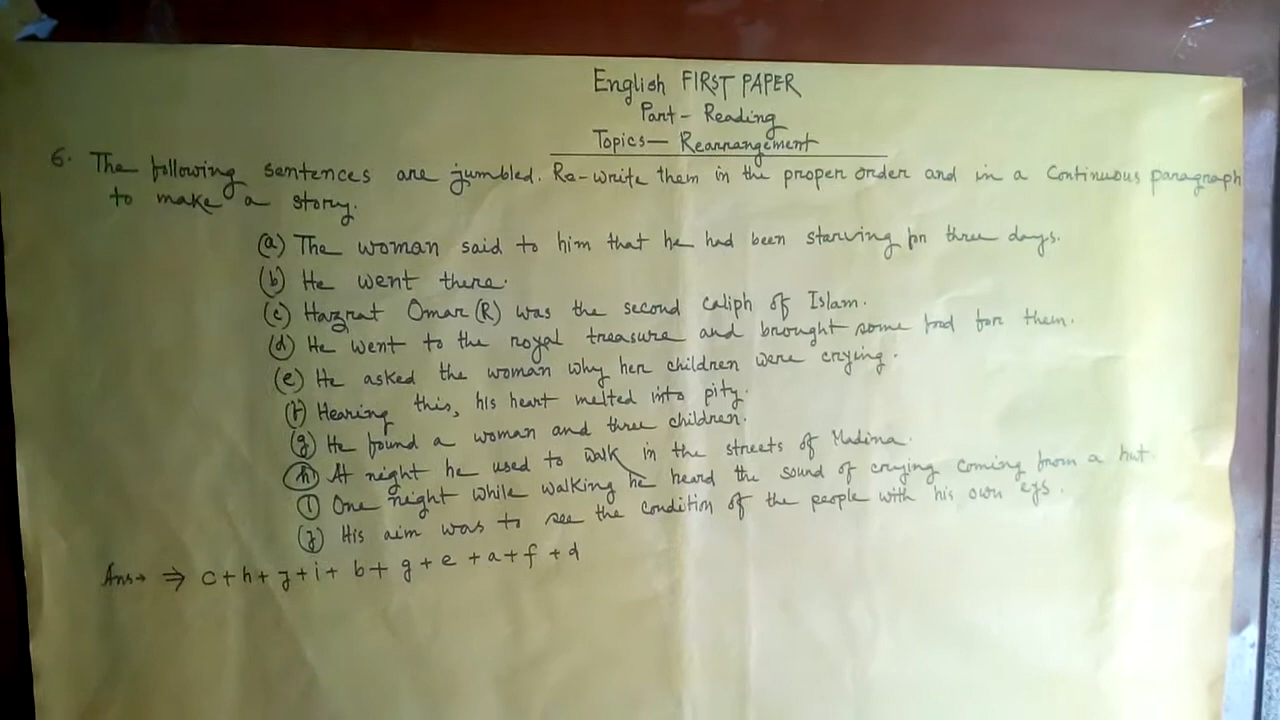 English FIRST PAPER
Part - Reading
Topics — Rearrangement
6. The following sentences are jumbled. Re-write them in the proper order and in a Continuous paragraph
to make a story.
(a) The woman said to him that he had been starving for three days.
(b) He went there.
(c) Hazrat Omar (R) was the second caliph of Islam.
(d) He went to the royal treasure and brought some food for them.
(e) He asked the woman why her children were crying.
(f) Hearing this, his heart melted into pity.
(g) He found a woman and three children.
(h) At night he used to walk in the streets of Madina.
(i) One night while walking he heard the sound of crying coming from a hut.
(j) His aim was to see the condition of the people with his own eys.
Ans → ⇒ c+h+j+i+ b+ g+e +a+f +d